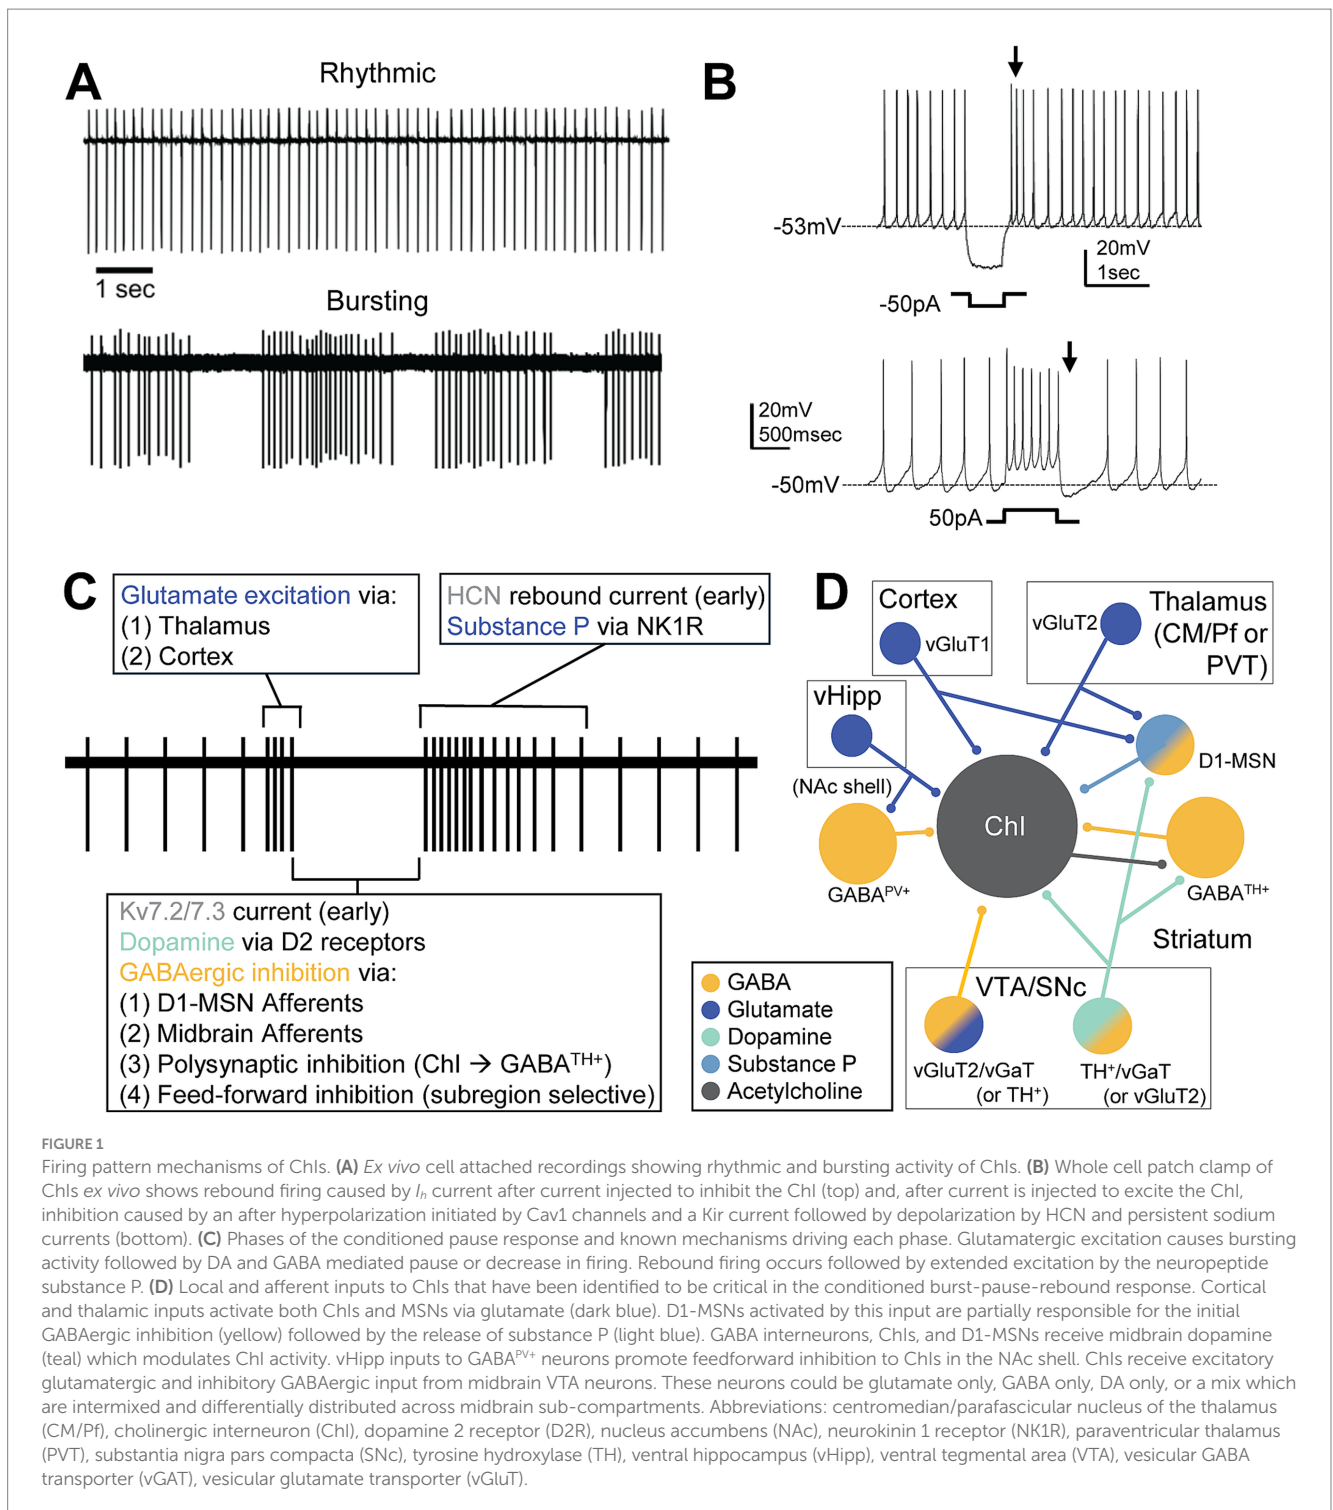 A
Rhythmic
1 sec
Bursting
B
-53mV
20mV
1sec
-50pA
20mV
500msec
-50mV
50pA
C
Glutamate excitation via:
(1) Thalamus
(2) Cortex
HCN rebound current (early)
Substance P via NK1R
Kv7.2/7.3 current (early)
Dopamine via D2 receptors
GABAergic inhibition via:
(1) D1-MSN Afferents
(2) Midbrain Afferents
(3) Polysynaptic inhibition (ChI → GABATH+)
(4) Feed-forward inhibition (subregion selective)
D
Cortex
vGluT1
vGluT2
Thalamus
(CM/Pf or
PVT)
vHipp
(NAc shell)
D1-MSN
ChI
GABAPV+
GABATH+
Striatum
VTA/SNc
vGluT2/vGaT
(or TH+)
TH+/vGaT
(or vGluT2)
GABA
Glutamate
Dopamine
Substance P
Acetylcholine
FIGURE 1
Firing pattern mechanisms of ChIs. (A) Ex vivo cell attached recordings showing rhythmic and bursting activity of ChIs. (B) Whole cell patch clamp of
ChIs ex vivo shows rebound firing caused by Ih current after current injected to inhibit the ChI (top) and, after current is injected to excite the ChI,
inhibition caused by an after hyperpolarization initiated by Cav1 channels and a Kir current followed by depolarization by HCN and persistent sodium
currents (bottom). (C) Phases of the conditioned pause response and known mechanisms driving each phase. Glutamatergic excitation causes bursting
activity followed by DA and GABA mediated pause or decrease in firing. Rebound firing occurs followed by extended excitation by the neuropeptide
substance P. (D) Local and afferent inputs to ChIs that have been identified to be critical in the conditioned burst-pause-rebound response. Cortical
and thalamic inputs activate both ChIs and MSNs via glutamate (dark blue). D1-MSNs activated by this input are partially responsible for the initial
GABAergic inhibition (yellow) followed by the release of substance P (light blue). GABA interneurons, ChIs, and D1-MSNs receive midbrain dopamine
(teal) which modulates ChI activity. vHipp inputs to GABAPV+ neurons promote feedforward inhibition to ChIs in the NAc shell. ChIs receive excitatory
glutamatergic and inhibitory GABAergic input from midbrain VTA neurons. These neurons could be glutamate only, GABA only, DA only, or a mix which
are intermixed and differentially distributed across midbrain sub-compartments. Abbreviations: centromedian/parafascicular nucleus of the thalamus
(CM/Pf), cholinergic interneuron (ChI), dopamine 2 receptor (D2R), nucleus accumbens (NAc), neurokinin 1 receptor (NK1R), paraventricular thalamus
(PVT), substantia nigra pars compacta (SNc), tyrosine hydroxylase (TH), ventral hippocampus (vHipp), ventral tegmental area (VTA), vesicular GABA
transporter (vGAT), vesicular glutamate transporter (vGluT).